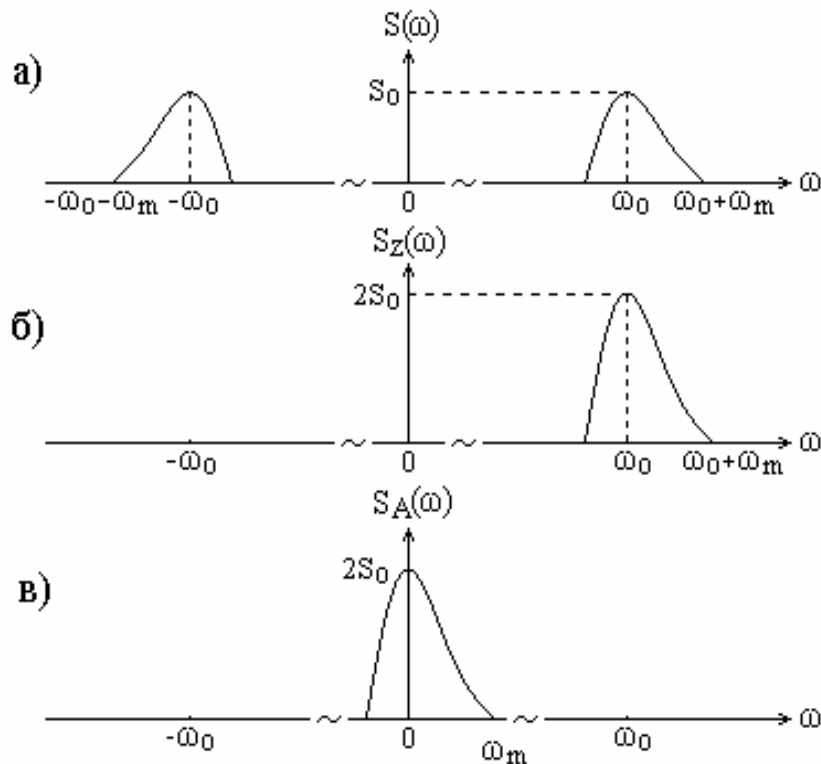 S(ω)
а)
S₀
-ω₀-ωₘ -ω₀ 0 ω₀ ω₀+ωₘ ω
S_Z(ω)
2S₀
б)
-ω₀ 0 ω₀ ω₀+ωₘ ω
S_A(ω)
2S₀
в)
-ω₀ 0 ωₘ ω₀ ω